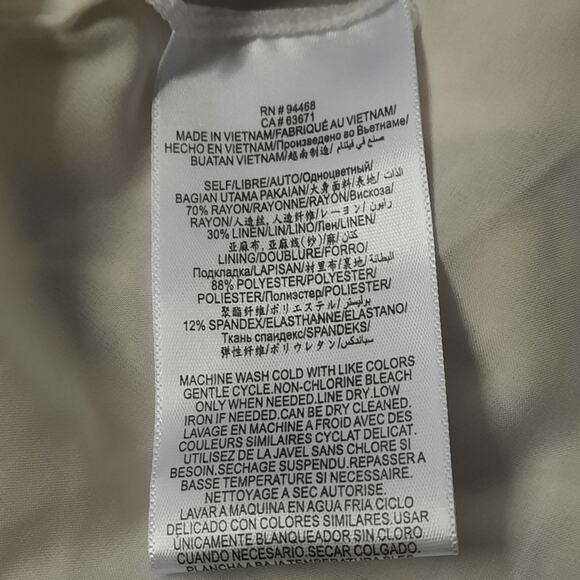 RN # 94468
CA # 63671
MADE IN VIETNAM/FABRIQUÉ AU VIETNAM/
HECHO EN VIETNAM/Произведено во Вьетнаме/
BUATAN VIETNAM/越南制造/ صنع في فيتنام/
SELF/LIBRE/AUTO/Одноцветный/
BAGIAN UTAMA PAKAIAN/大身面料/表地/ الذات/
70% RAYON/RAYONNE/RAYON/Вискоза/
RAYON/人造丝, 人造纤维/レーヨン/ رايون/
30% LINEN/LIN/LINO/Лен/LINEN/
亚麻布, 亚麻线(纱)/麻/ كتان/
LINING/DOUBLURE/FORRO/
Подкладка/LAPISAN/衬里布/裏地/ البطانة/
88% POLYESTER/POLYESTER/
POLIÉSTER/Полиэстер/POLIESTER/
聚酯纤维/ポリエステル/ بوليستر/
12% SPANDEX/ELASTHANNE/ELASTANO/
Ткань спандекс/SPANDEKS/
弹性纤维/ポリウレタン/ سباندكس/
MACHINE WASH COLD WITH LIKE COLORS
GENTLE CYCLE.NON-CHLORINE BLEACH
ONLY WHEN NEEDED.LINE DRY.LOW
IRON IF NEEDED.CAN BE DRY CLEANED.
LAVAGE EN MACHINE A FROID AVEC DES
COULEURS SIMILAIRES CYCLAT DELICAT.
UTILISEZ DE LA JAVEL SANS CHLORE SI
BESOIN.SECHAGE SUSPENDU.REPASSER A
BASSE TEMPERATURE SI NECESSAIRE.
NETTOYAGE A SEC AUTORISE.
LAVAR A MAQUINA EN AGUA FRIA CICLO
DELICADO CON COLORES SIMILARES.USAR
ÚNICAMENTE BLANQUEADOR SIN CLORO
CUANDO NECESARIO.SECAR COLGADO.